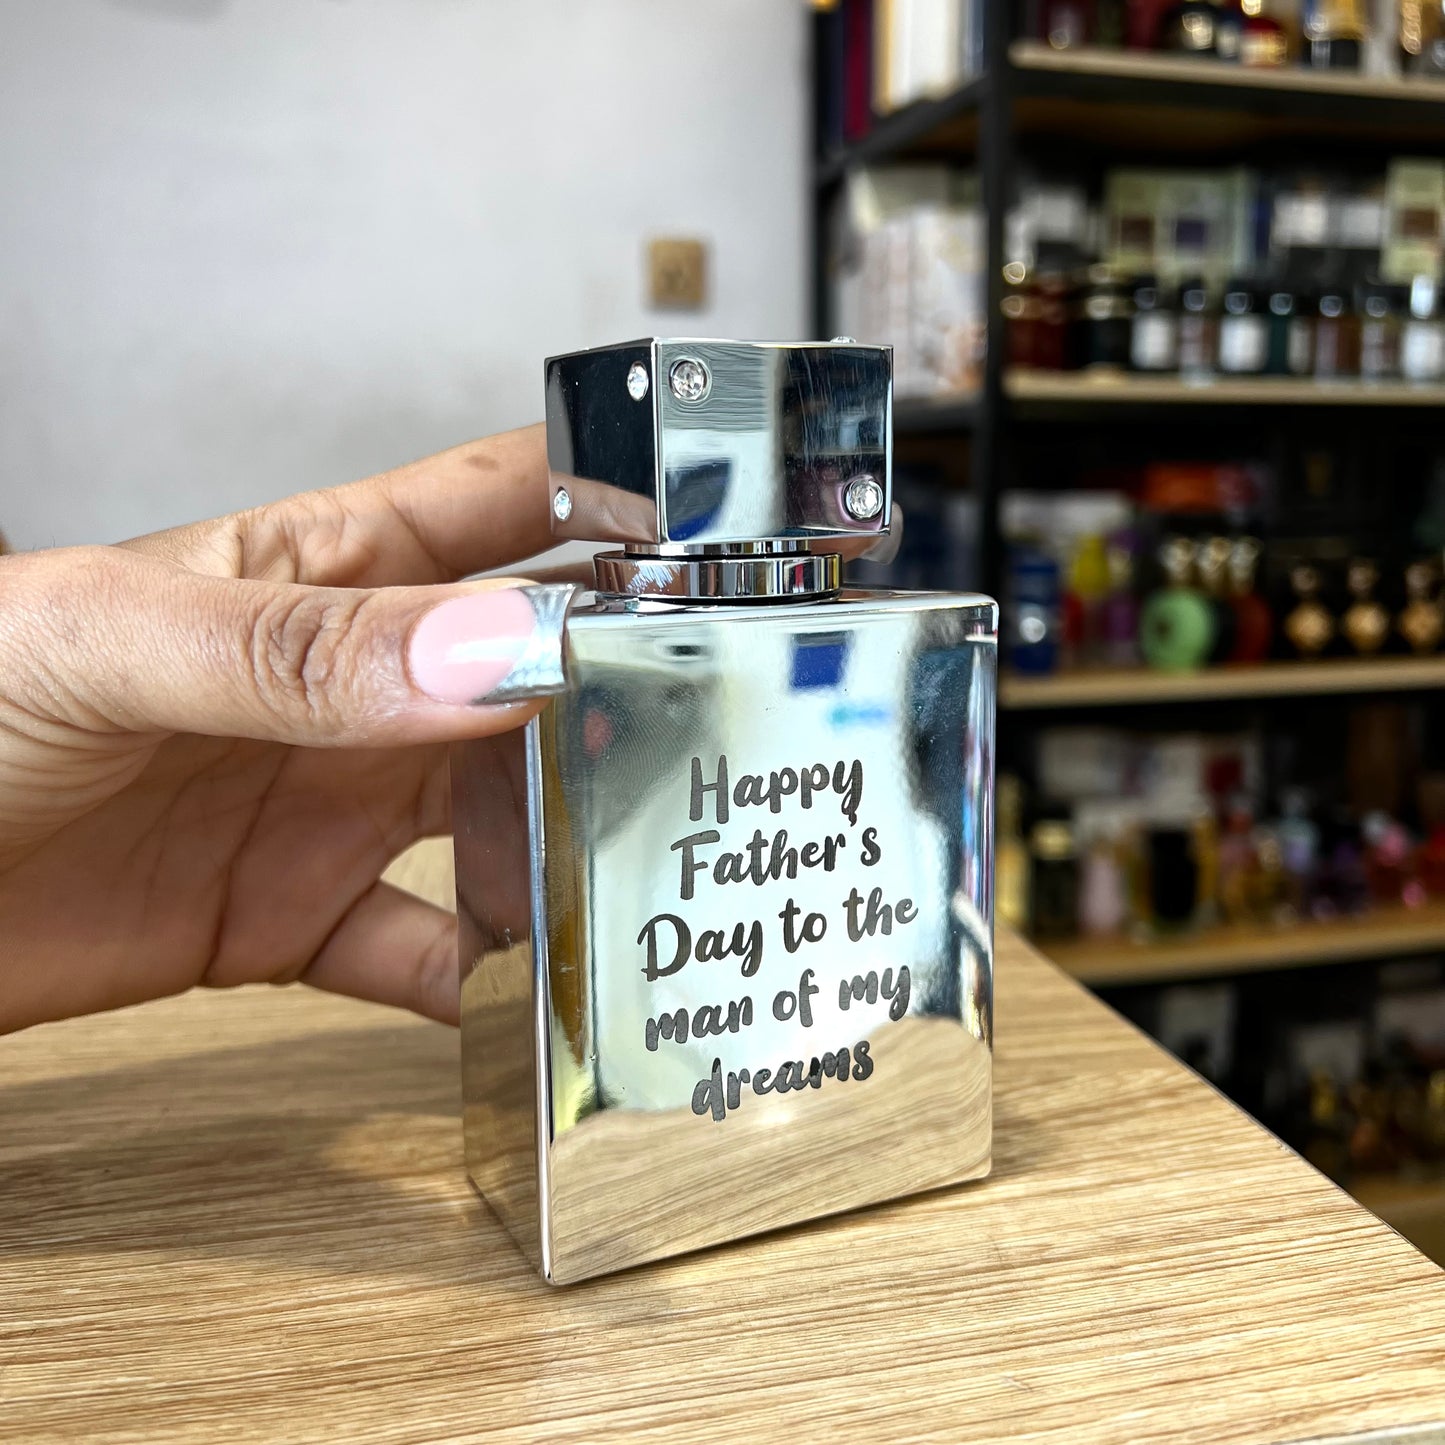 Happy
Father's
Day to the
man of my
dreams